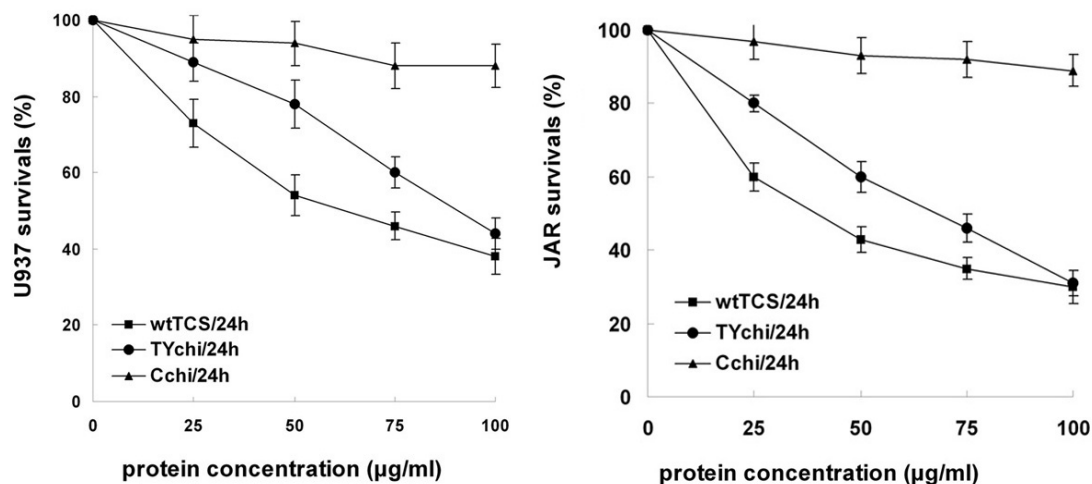 U937 survivals (%)
100
80
60
40
20
0
wtTCS/24h
TYchi/24h
Cchi/24h
0 25 50 75 100
protein concentration (µg/ml)
JAR survivals (%)
100
80
60
40
20
0
wtTCS/24h
TYchi/24h
Cchi/24h
0 25 50 75 100
protein concentration (µg/ml)